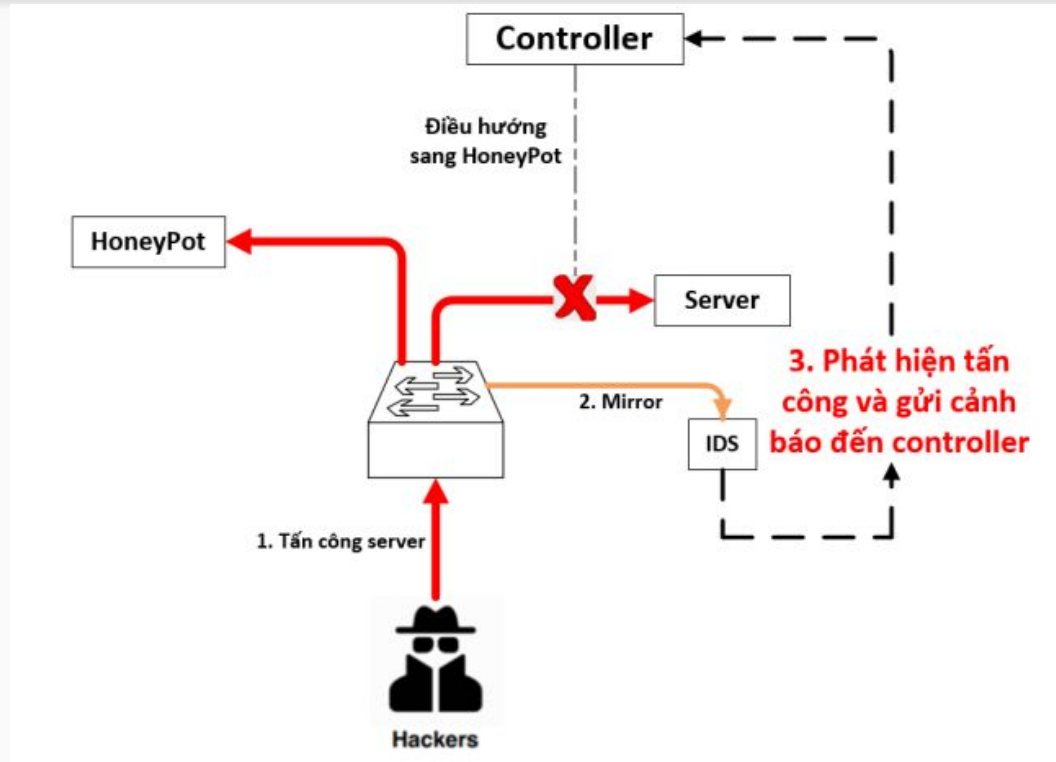 Controller
Điều hướng
sang HoneyPot
HoneyPot
Server
3. Phát hiện tấn
công và gửi cảnh
báo đến controller
2. Mirror
IDS
1. Tấn công server
Hackers